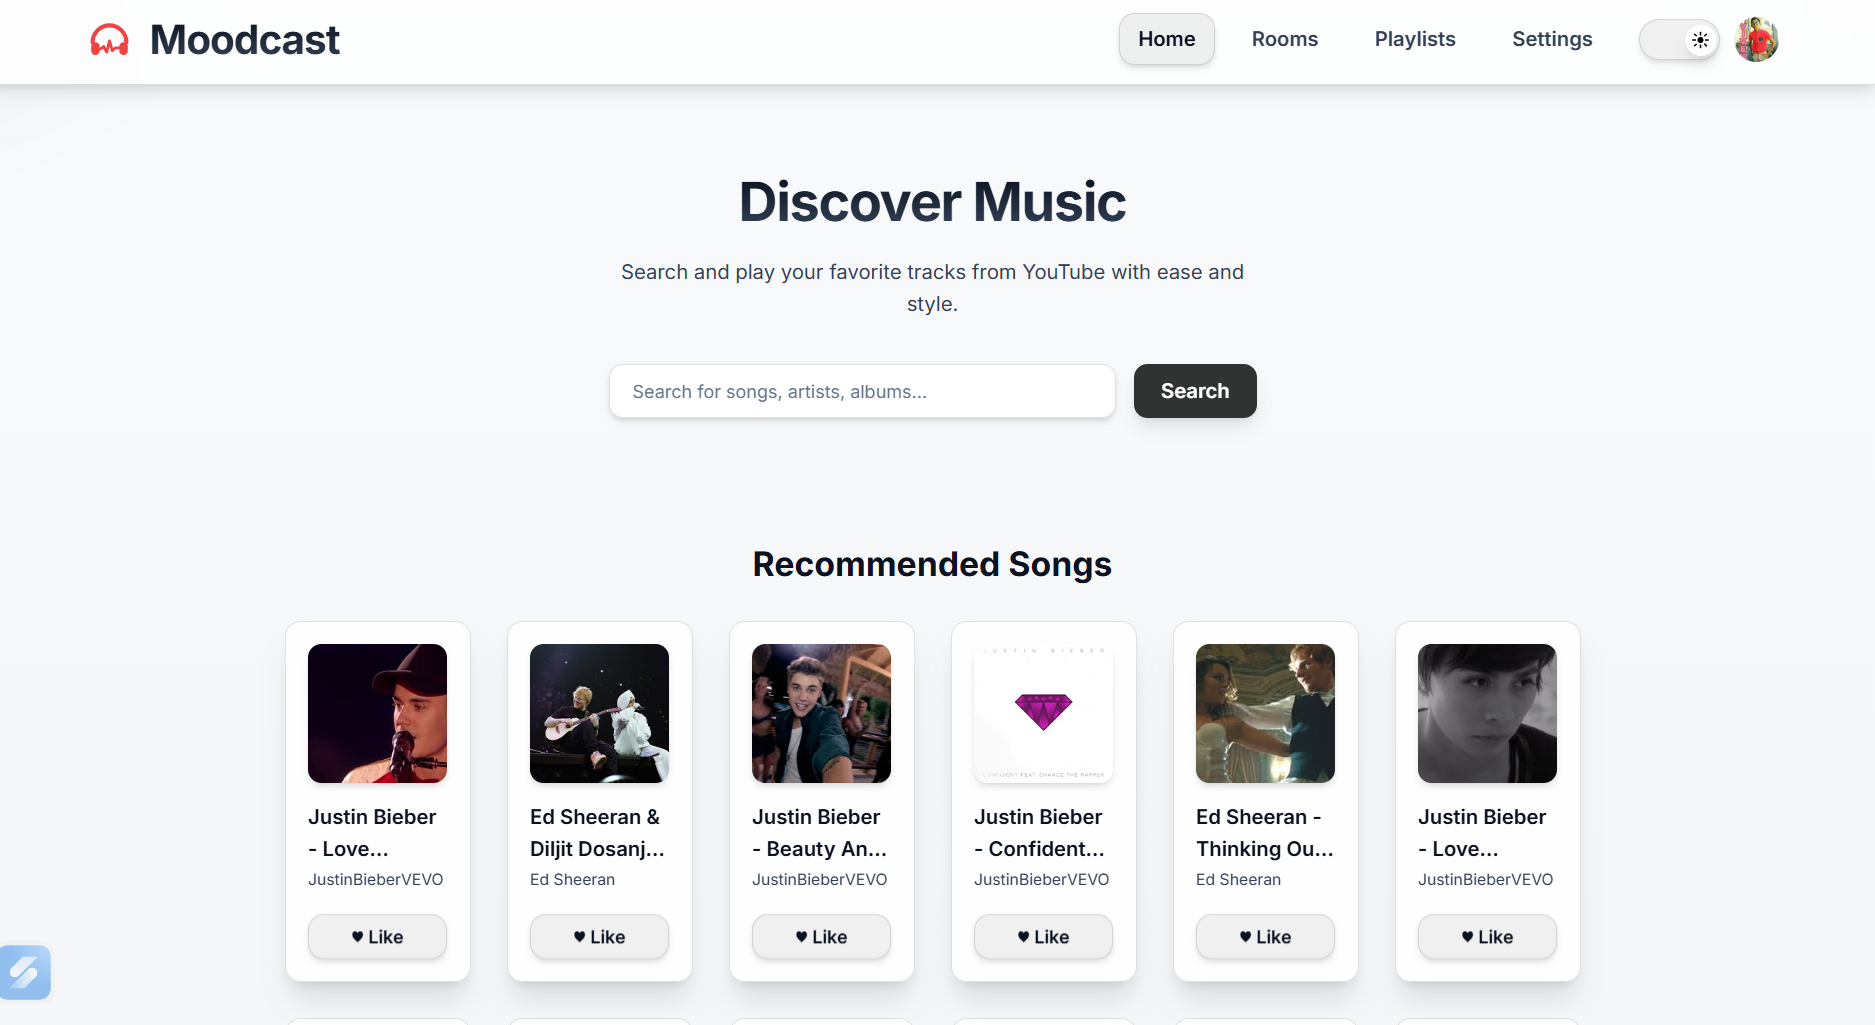 Moodcast
Home
Rooms
Playlists
Settings
Discover Music
Search and play your favorite tracks from YouTube with ease and
style.
Search for songs, artists, albums...
Search
Recommended Songs
JUSTIN BIEBER
CONFIDENT FEAT. CHANCE THE RAPPER
Justin Bieber
- Love...
JustinBieberVEVO
♥ Like
Ed Sheeran &
Diljit Dosanj...
Ed Sheeran
♥ Like
Justin Bieber
- Beauty An...
JustinBieberVEVO
♥ Like
Justin Bieber
- Confident...
JustinBieberVEVO
♥ Like
Ed Sheeran -
Thinking Ou...
Ed Sheeran
♥ Like
Justin Bieber
- Love...
JustinBieberVEVO
♥ Like